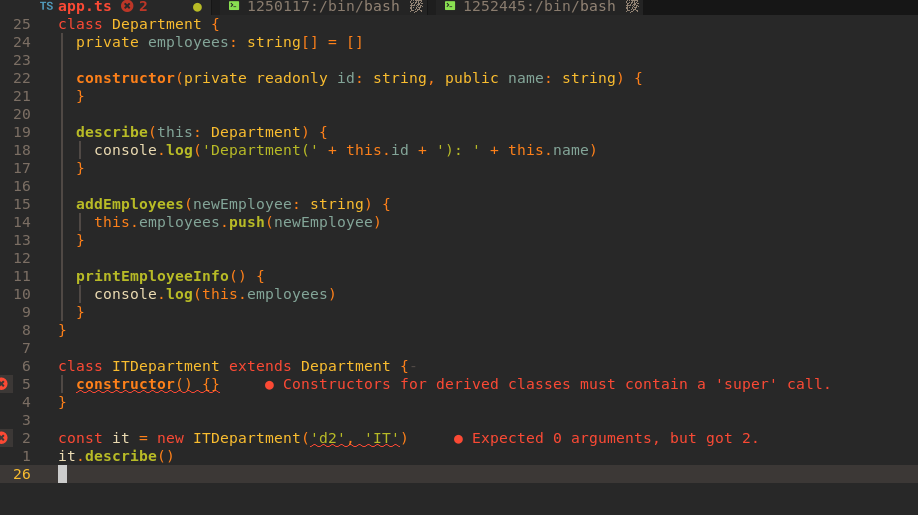 TS app.ts 2 1250117:/bin/bash 1252445:/bin/bash
25 class Department {
24 private employees: string[] = []
23
22 constructor(private readonly id: string, public name: string) {
21 }
20
19 describe(this: Department) {
18 console.log('Department(' + this.id + '): ' + this.name)
17 }
16
15 addEmployees(newEmployee: string) {
14 this.employees.push(newEmployee)
13 }
12
11 printEmployeeInfo() {
10 console.log(this.employees)
9 }
8 }
7
6 class ITDepartment extends Department {-
5 constructor() {} ● Constructors for derived classes must contain a 'super' call.
4 }
3
2 const it = new ITDepartment('d2', 'IT') ● Expected 0 arguments, but got 2.
1 it.describe()
26